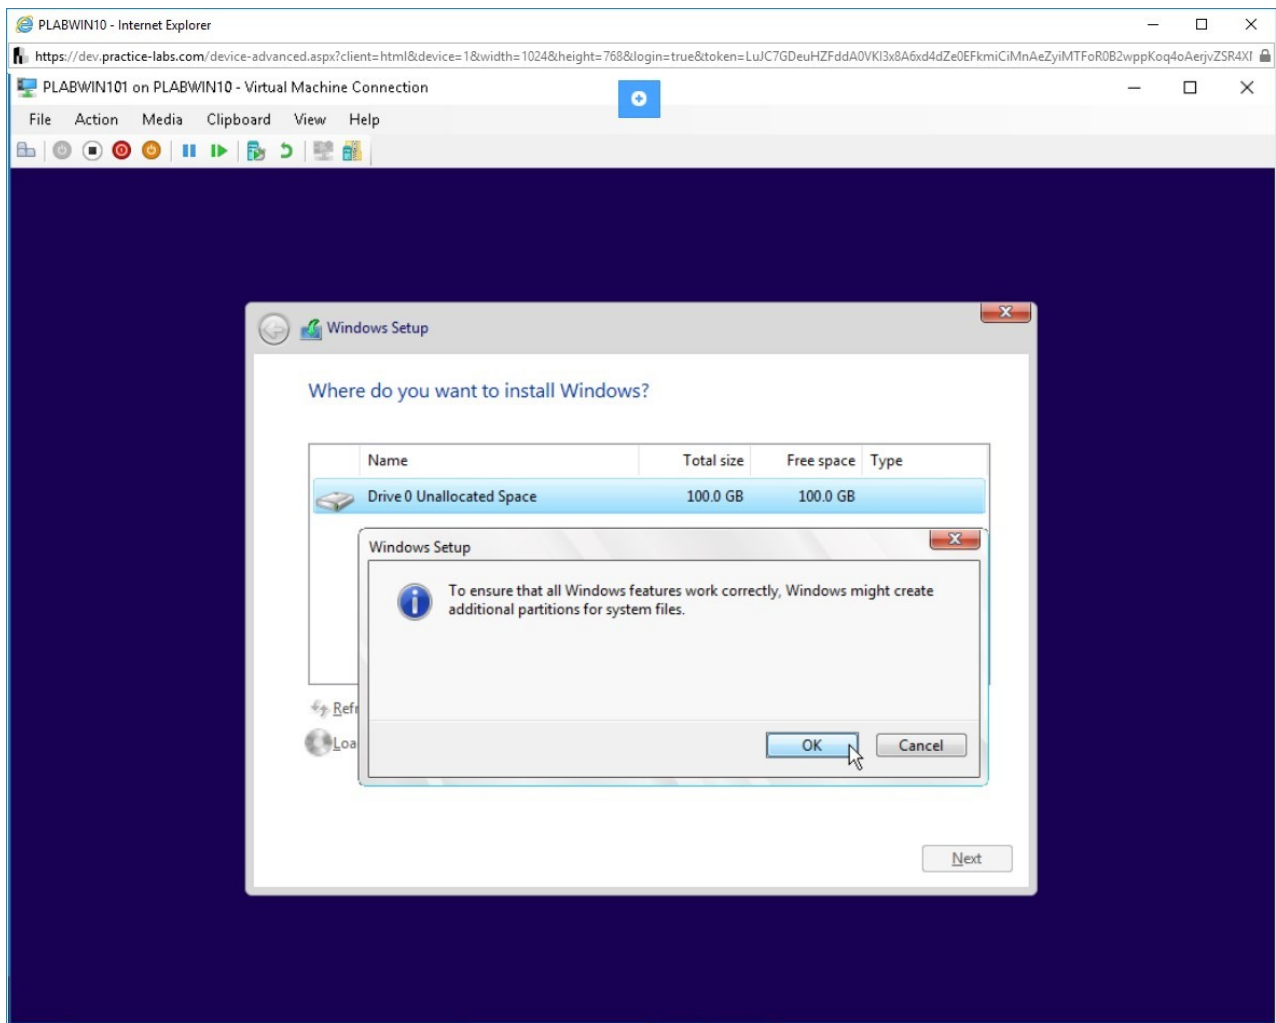 PLABWIN10 - Internet Explorer
https://dev.practice-labs.com/device-advanced.aspx?client=html&device=1&width=1024&height=768&login=true&token=LuJC7GDeuHZFddA0VKI3x8A6xd4dZe0EFkmiCiMnAeZyiMTFoR0B2wppKoq4oAerjvZSR4XI
PLABWIN101 on PLABWIN10 - Virtual Machine Connection
File Action Media Clipboard View Help
Windows Setup
Where do you want to install Windows?
Name Total size Free space Type
Drive 0 Unallocated Space 100.0 GB 100.0 GB
Windows Setup
To ensure that all Windows features work correctly, Windows might create
additional partitions for system files.
Refr
Loa
OK Cancel
Next